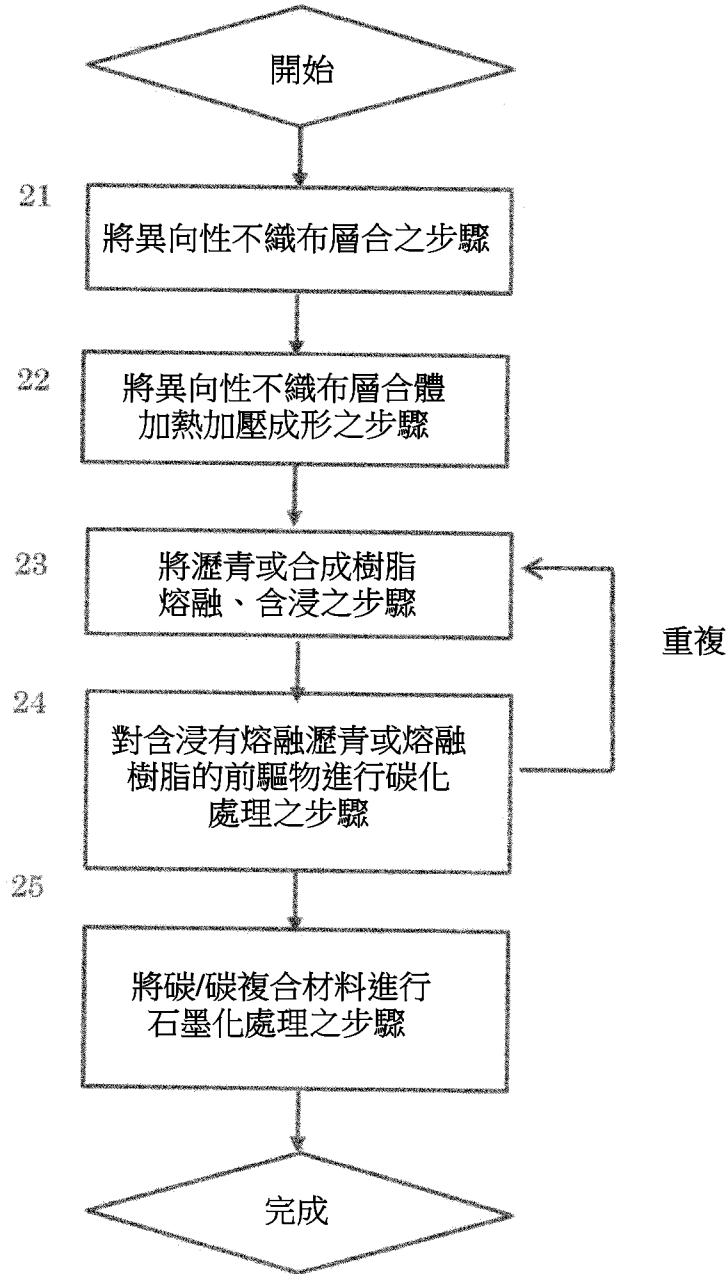 開始
21
將異向性不織布層合之步驟
22
將異向性不織布層合體
加熱加壓成形之步驟
23
將瀝青或合成樹脂
熔融、含浸之步驟
重複
24
對含浸有熔融瀝青或熔融
樹脂的前驅物進行碳化
處理之步驟
25
將碳/碳複合材料進行
石墨化處理之步驟
完成